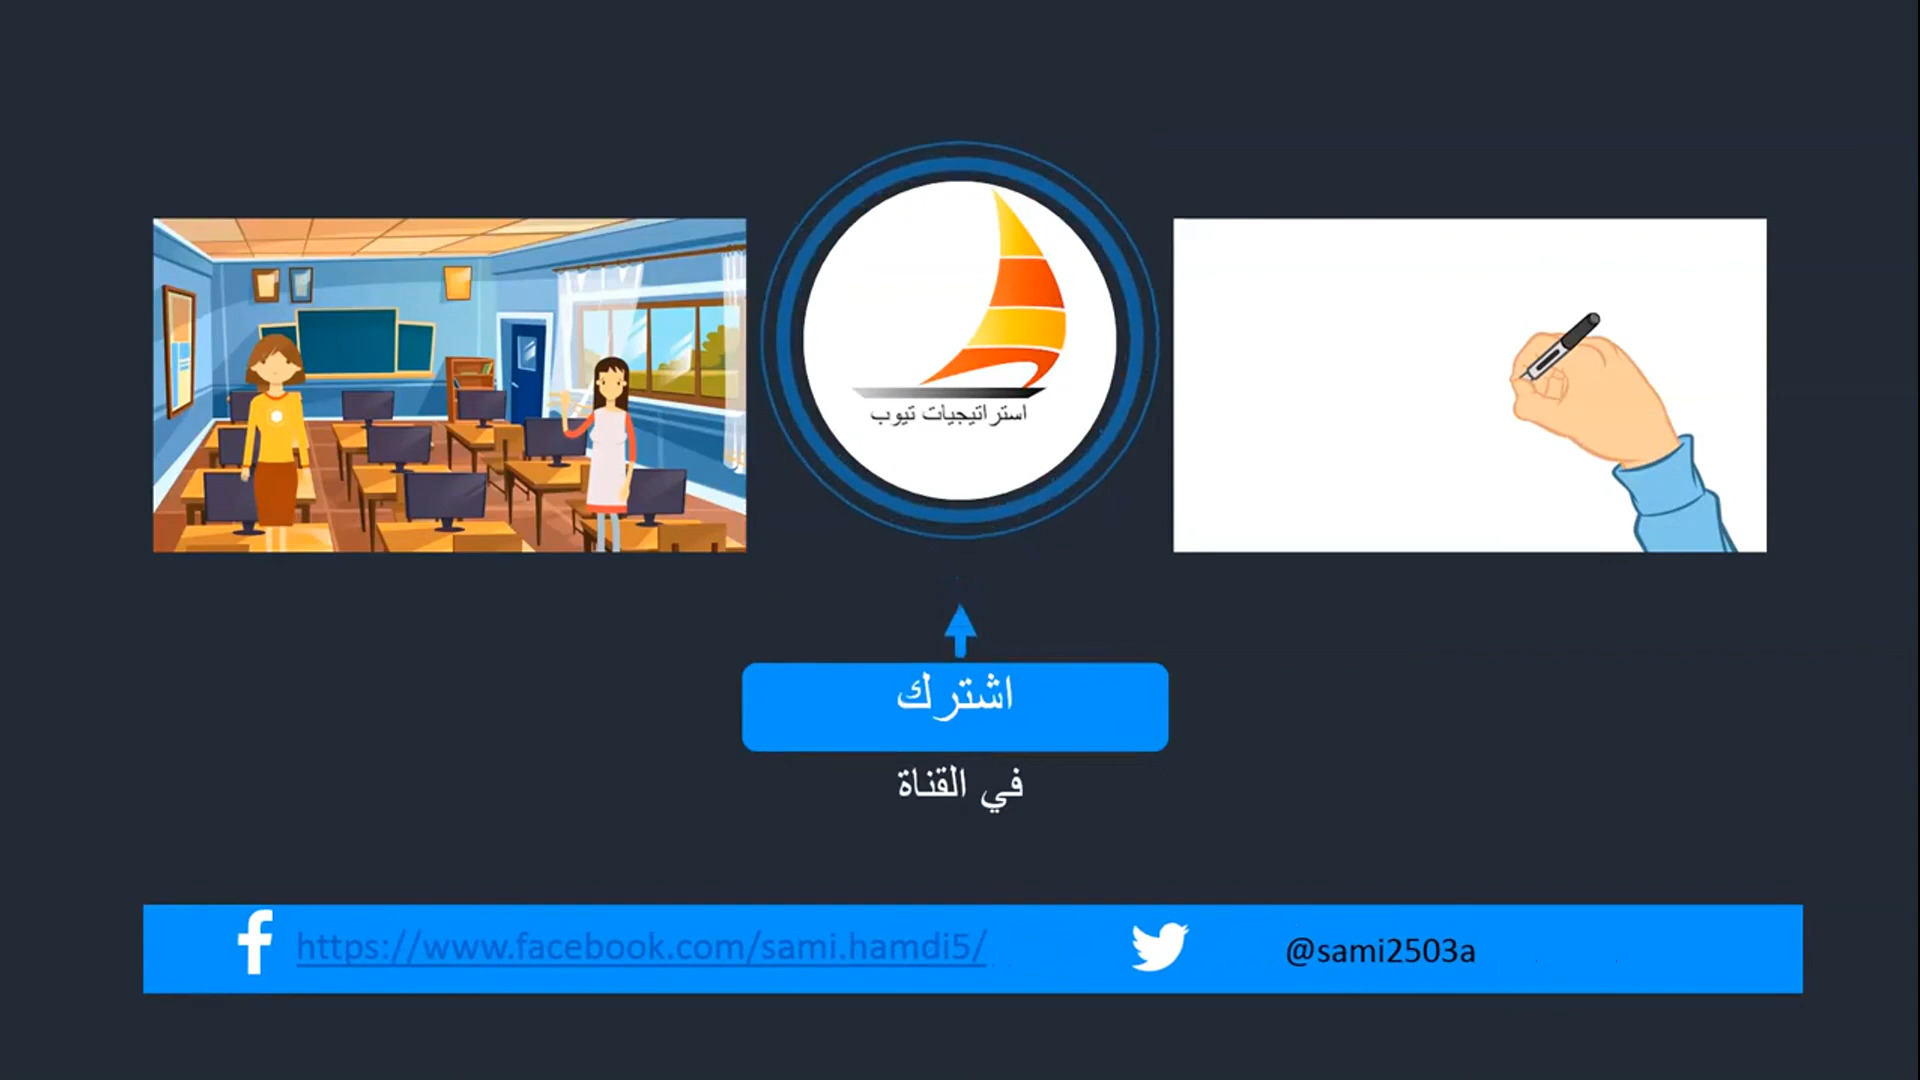 استراتيجيات تيوب
اشترك
في القناة
https://www.facebook.com/sami.hamdi5/
@sami2503a